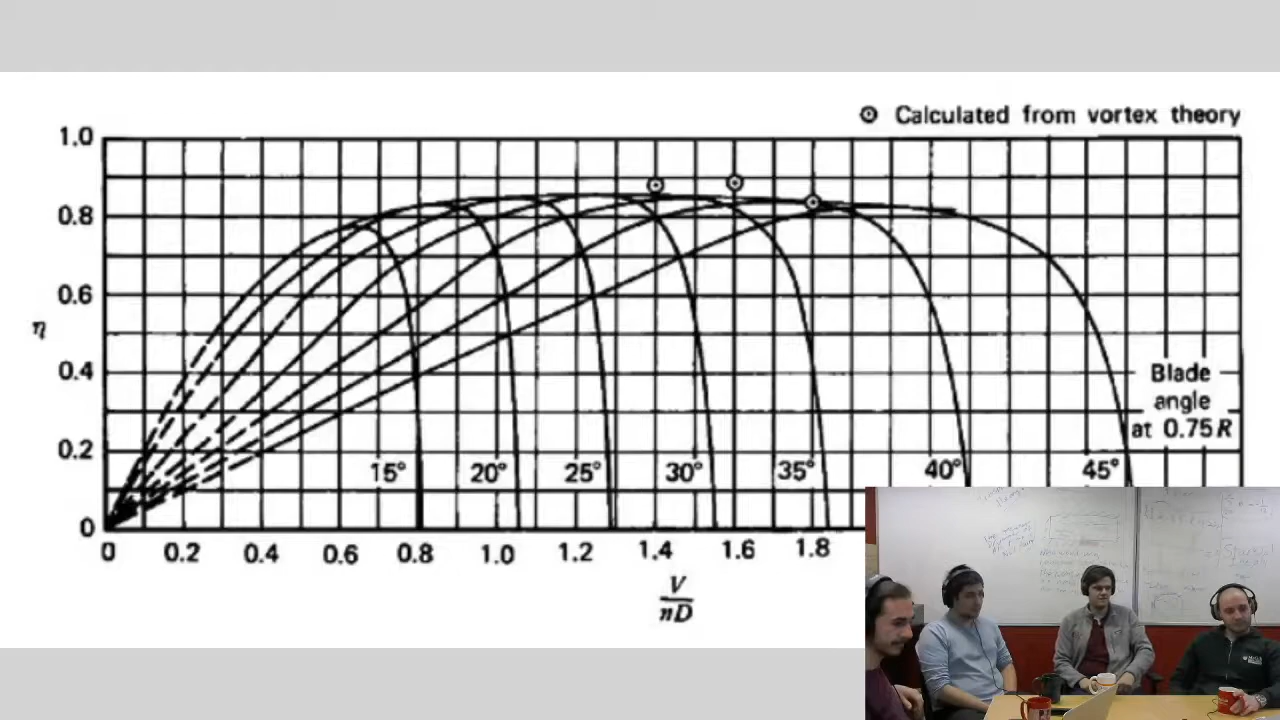 Calculated from vortex theory
1.0
0.8
0.6
η
0.4
0.2
0
Blade
angle
at 0.75R
15° 20° 25° 30° 35° 40° 45°
0 0.2 0.4 0.6 0.8 1.0 1.2 1.4 1.6 1.8
V
nD